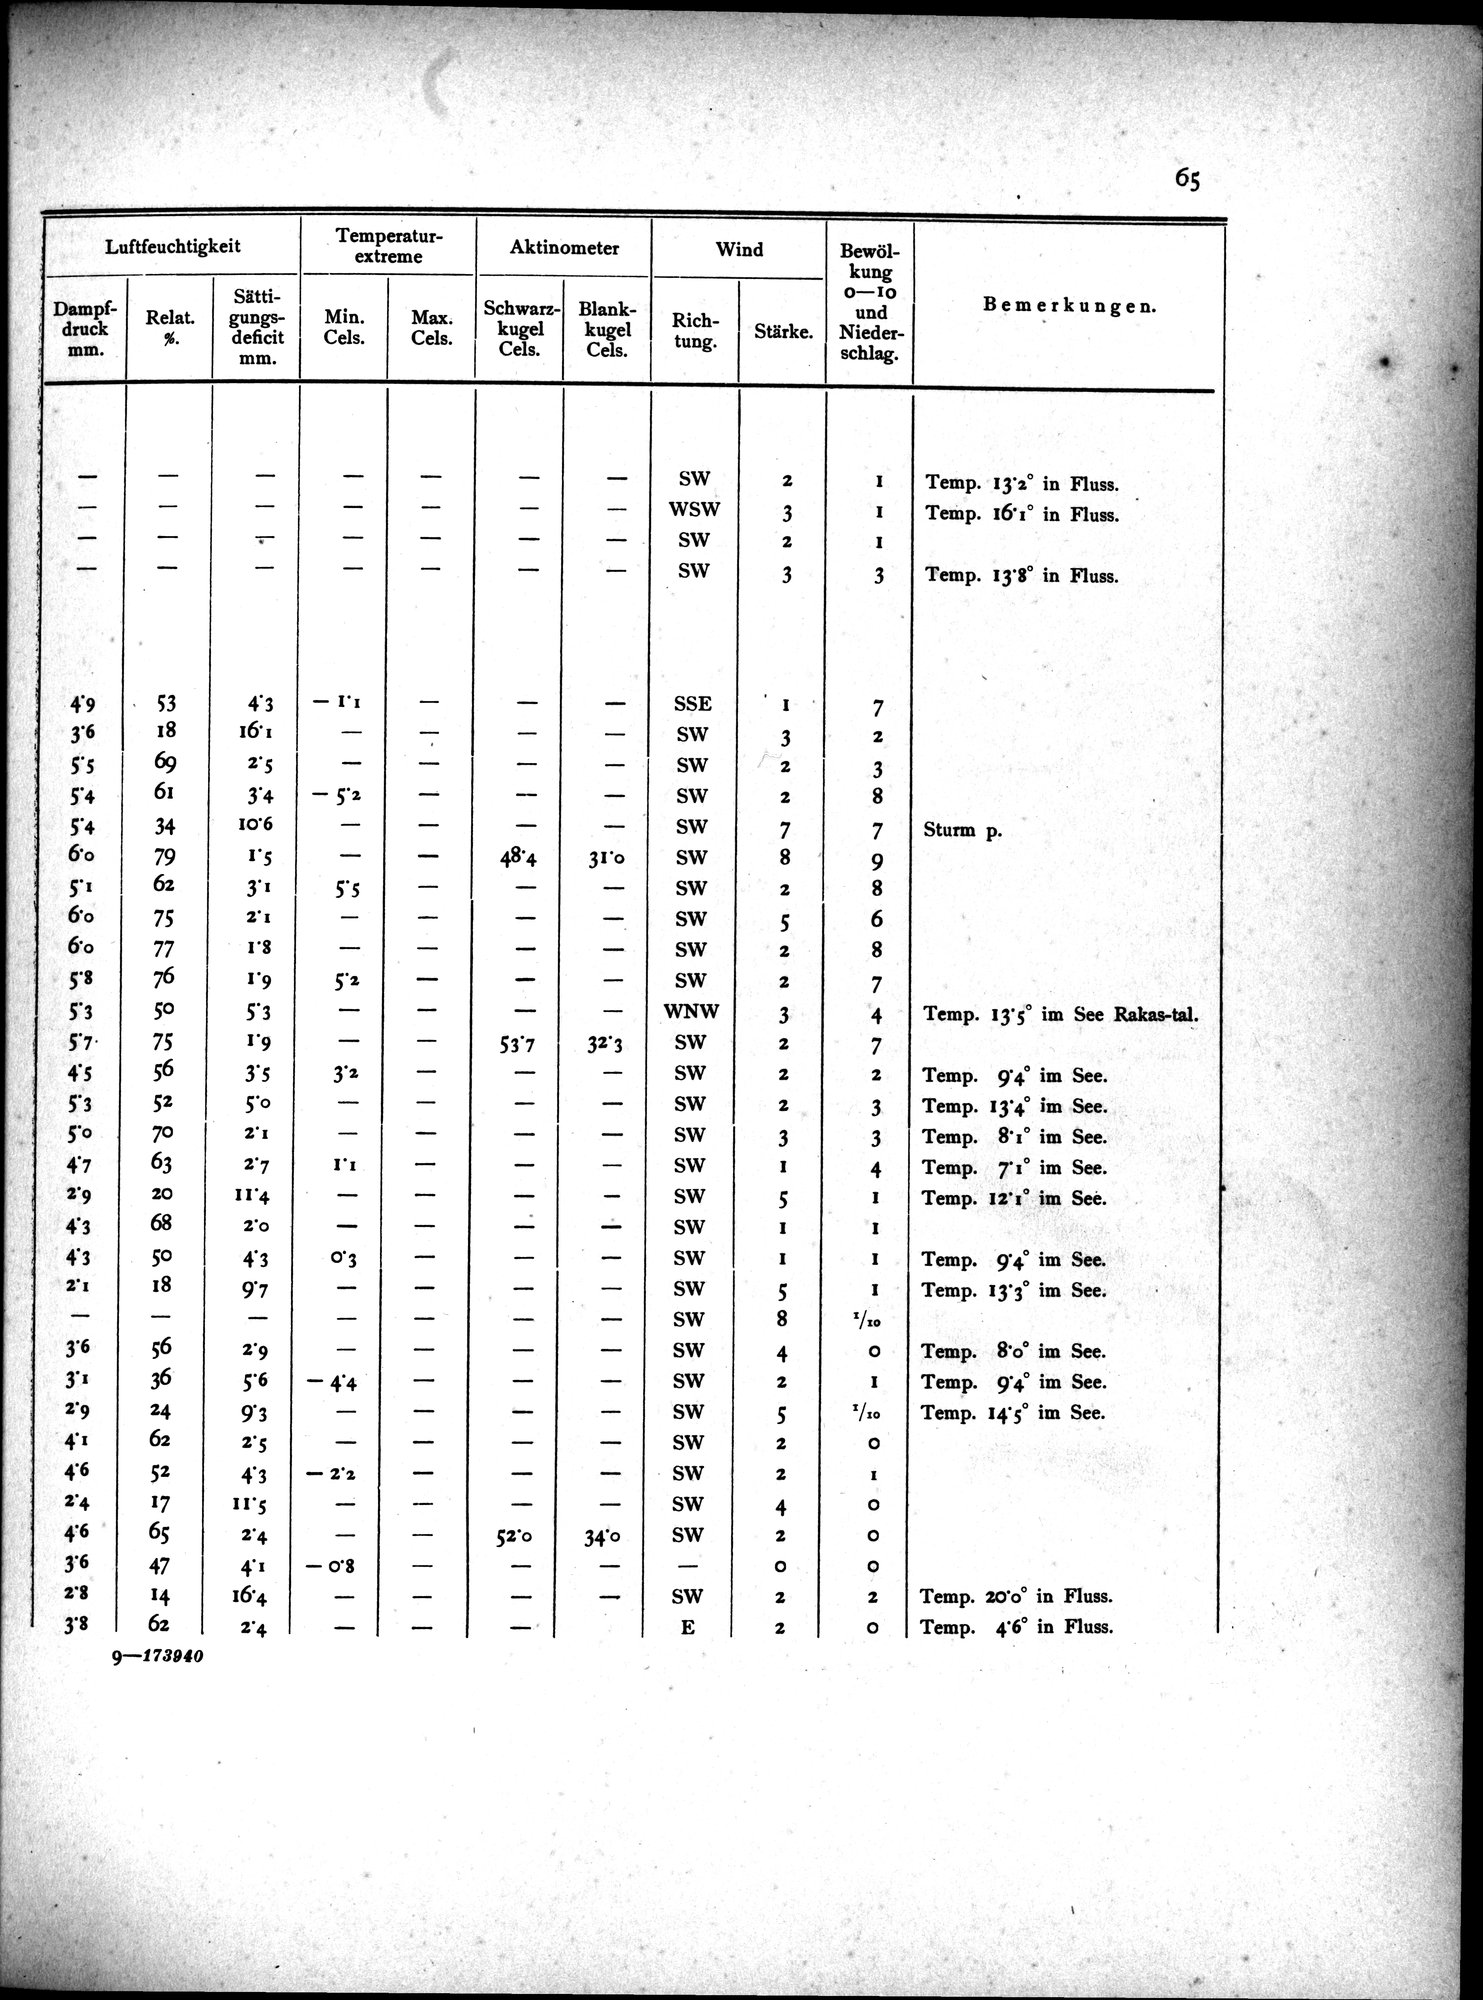 65
Luftfeuchtigkeit Temperatur-extreme Aktinometer Wind Bewöl-kung 0—10 und Nieder-schlag. Bemerkungen.
Dampf-druck mm. Relat. %. Sätti-gungs-deficit mm. Min. Cels. Max. Cels. Schwarz-kugel Cels. Blank-kugel Cels. Rich-tung. Stärke.
— — — — — — — SW 2 1 Temp. 13·2° in Fluss.
— — — — — — — WSW 3 1 Temp. 16·1° in Fluss.
— — — — — — — SW 2 1
— — — — — — — SW 3 3 Temp. 13·8° in Fluss.
4·9 53 4·3 — 1·1 — — — SSE 1 7
3·6 18 16·1 — — — — SW 3 2
5·5 69 2·5 — — — — SW 2 3
5·4 61 3·4 — 5·2 — — — SW 2 8
5·4 34 10·6 — — — — SW 7 7 Sturm p.
6·0 79 1·5 — — 48·4 31·0 SW 8 9
5·1 62 3·1 5·5 — — — SW 2 8
6·0 75 2·1 — — — — SW 5 6
6·0 77 1·8 — — — — SW 2 8
5·8 76 1·9 5·2 — — — SW 2 7
5·3 50 5·3 — — — — WNW 3 4 Temp. 13·5° im See Rakas-tal.
5·7 75 1·9 — — 53·7 32·3 SW 2 7
4·5 56 3·5 3·2 — — — SW 2 2 Temp. 9·4° im See.
5·3 52 5·0 — — — — SW 2 3 Temp. 13·4° im See.
5·0 70 2·1 — — — — SW 3 3 Temp. 8·1° im See.
4·7 63 2·7 1·1 — — — SW 1 4 Temp. 7·1° im See.
2·9 20 11·4 — — — — SW 5 1 Temp. 12·1° im See.
4·3 68 2·0 — — — — SW 1 1
4·3 50 4·3 0·3 — — — SW 1 1 Temp. 9·4° im See.
2·1 18 9·7 — — — — SW 5 1 Temp. 13·3° im See.
— — — — — — — SW 8 1/10
3·6 56 2·9 — — — — SW 4 0 Temp. 8·0° im See.
3·1 36 5·6 — 4·4 — — — SW 2 1 Temp. 9·4° im See.
2·9 24 9·3 — — — — SW 5 1/10 Temp. 14·5° im See.
4·1 62 2·5 — — — — SW 2 0
4·6 52 4·3 — 2·2 — — — SW 2 1
2·4 17 11·5 — — — — SW 4 0
4·6 65 2·4 — — 52·0 34·0 SW 2 0
3·6 47 4·1 — 0·8 — — — — 0 0
2·8 14 16·4 — — — — SW 2 2 Temp. 20·0° in Fluss.
3·8 62 2·4 — — — E 2 0 Temp. 4·6° in Fluss.
9—173940